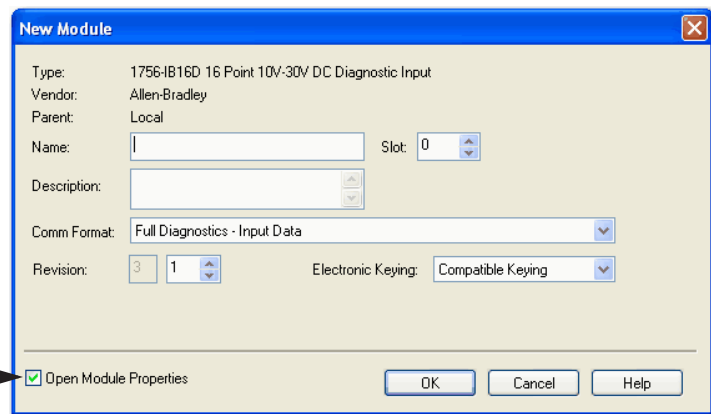 New Module
Type: 1756-IB16D 16 Point 10V-30V DC Diagnostic Input
Vendor: Allen-Bradley
Parent: Local
Name: Slot: 0
Description:
Comm Format: Full Diagnostics - Input Data
Revision: 3 1 Electronic Keying: Compatible Keying
Open Module Properties OK Cancel Help